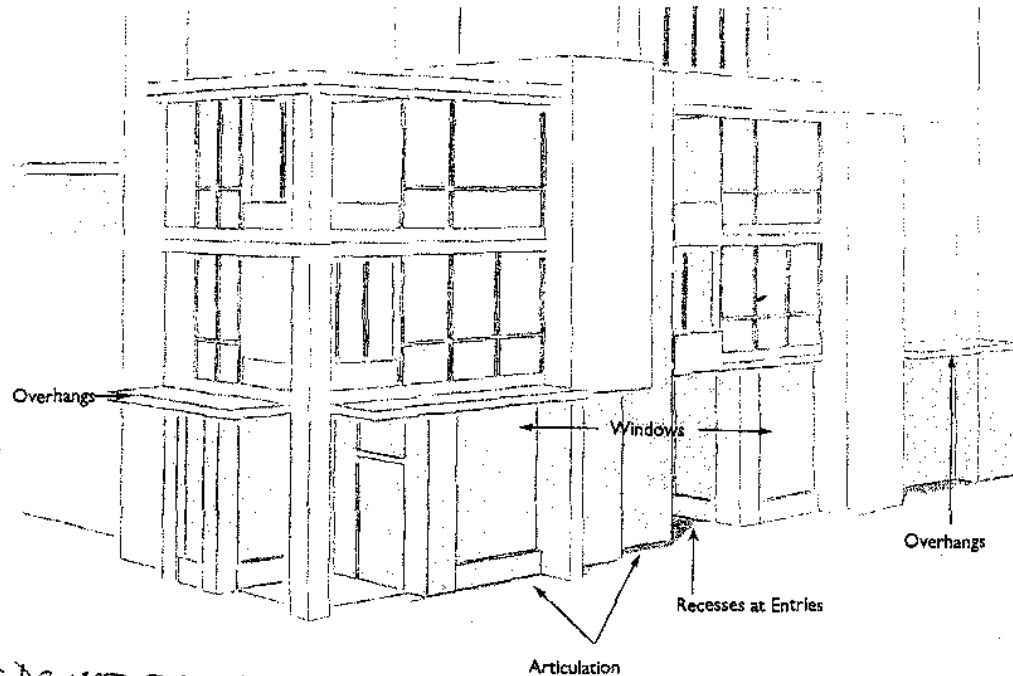 Overhangs
Windows
Overhangs
Recesses at Entries
Articulation